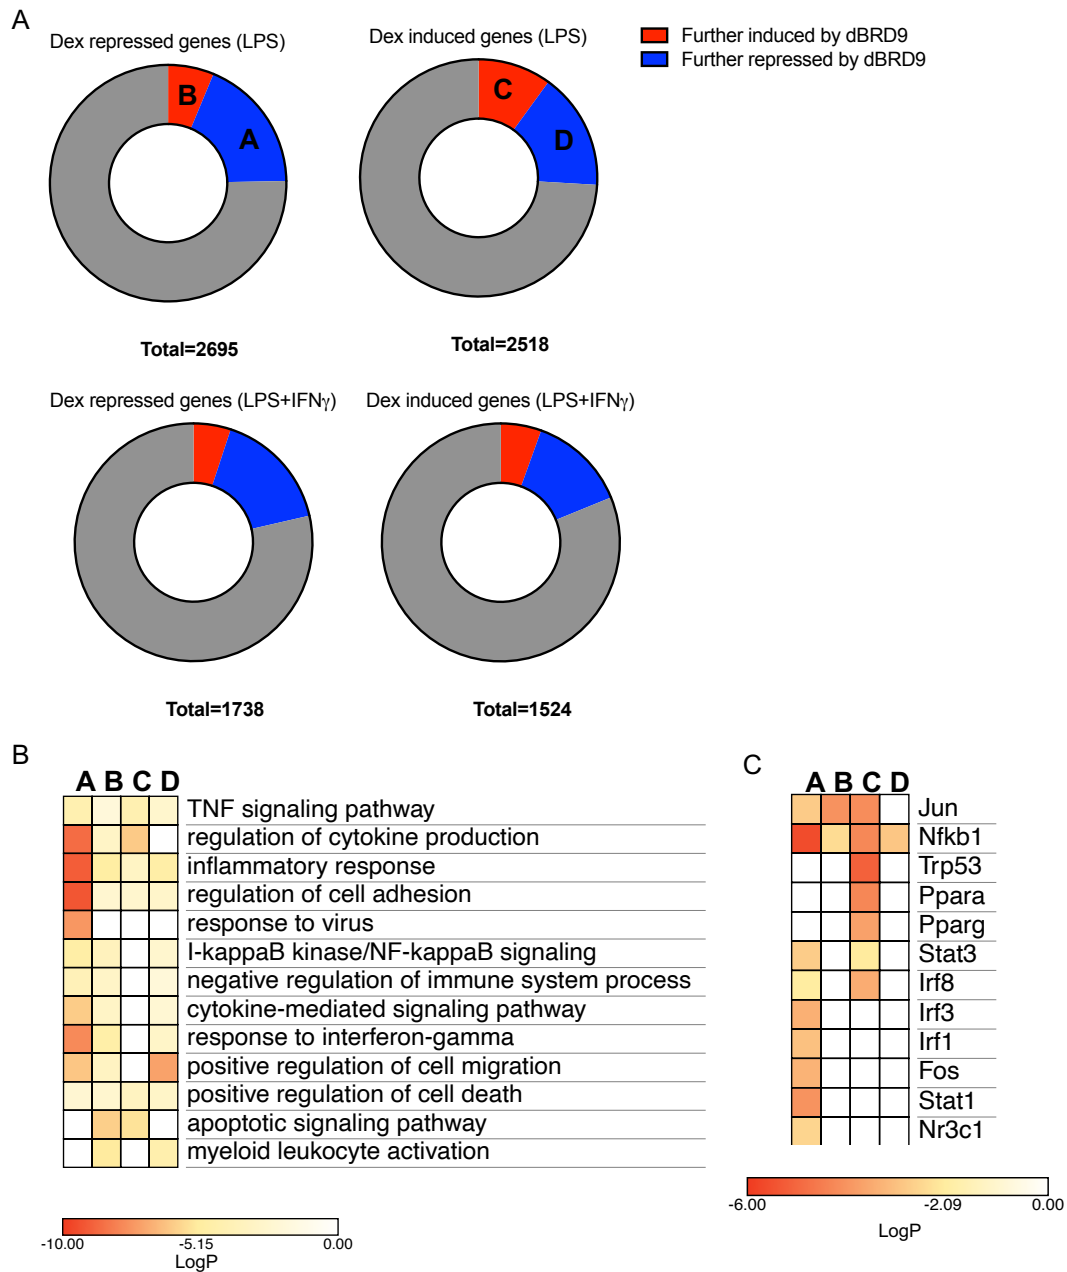 A
Dex repressed genes (LPS)
Dex induced genes (LPS)
Further induced by dBRD9
Further repressed by dBRD9
B
A
C
D
Total=2695
Total=2518
Dex repressed genes (LPS+IFNγ)
Dex induced genes (LPS+IFNγ)
Total=1738
Total=1524
B
A B C D
TNF signaling pathway
regulation of cytokine production
inflammatory response
regulation of cell adhesion
response to virus
I-kappaB kinase/NF-kappaB signaling
negative regulation of immune system process
cytokine-mediated signaling pathway
response to interferon-gamma
positive regulation of cell migration
positive regulation of cell death
apoptotic signaling pathway
myeloid leukocyte activation
-10.00 -5.15 0.00
LogP
C
A B C D
Jun
Nfkb1
Trp53
Ppara
Pparg
Stat3
Irf8
Irf3
Irf1
Fos
Stat1
Nr3c1
-6.00 -2.09 0.00
LogP